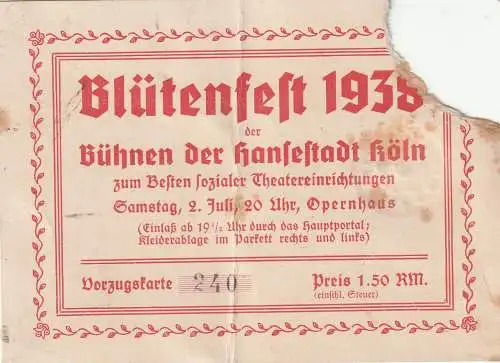 Blütenfest 1938
der
Bühnen der Hansestadt Köln
zum Besten sozialer Theatereinrichtungen
Samstag, 2. Juli, 20 Uhr, Opernhaus
(Einlaß ab 19½ Uhr durch das Hauptportal;
Kleiderablage im Parkett rechts und links)
Vorzugskarte 240 Preis 1.50 RM.
(einschl. Steuer)